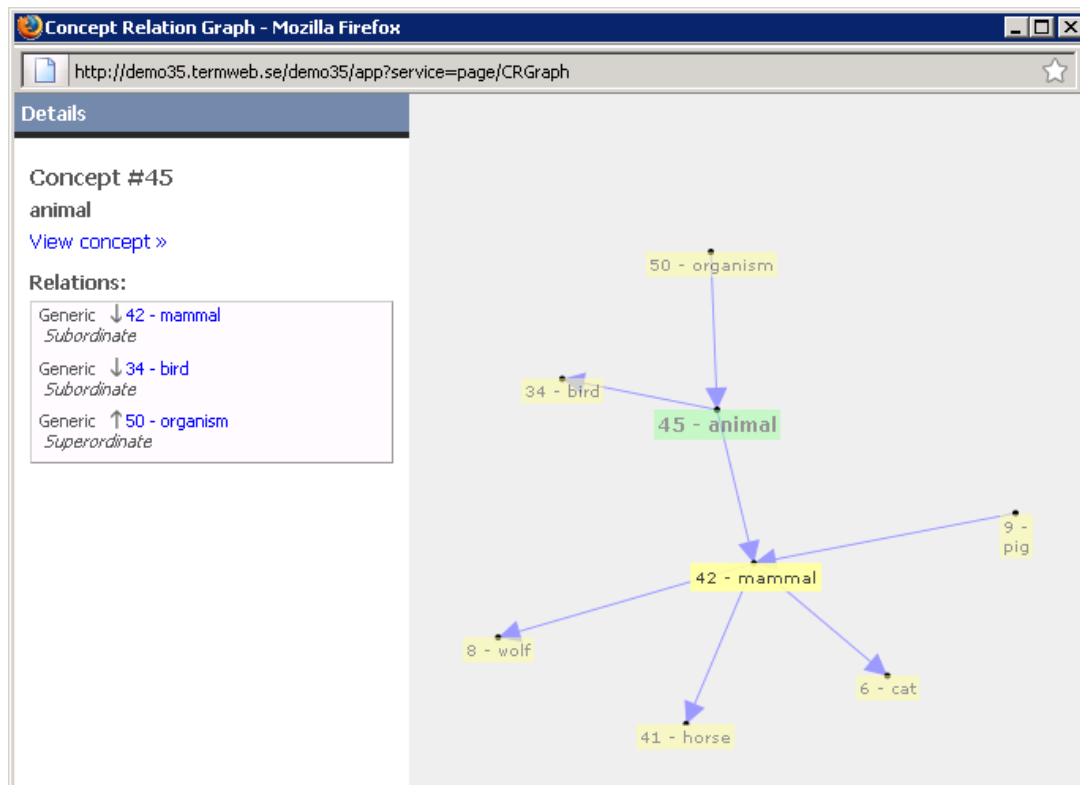 Concept Relation Graph - Mozilla Firefox
http://demo35.termweb.se/demo35/app?service=page/CRGraph
Details
Concept #45
animal
View concept »
Relations:
Generic ↓ 42 - mammal
Subordinate
Generic ↓ 34 - bird
Subordinate
Generic ↑ 50 - organism
Superordinate
50 - organism
34 - bird
45 - animal
9 -
pig
42 - mammal
8 - wolf
6 - cat
41 - horse